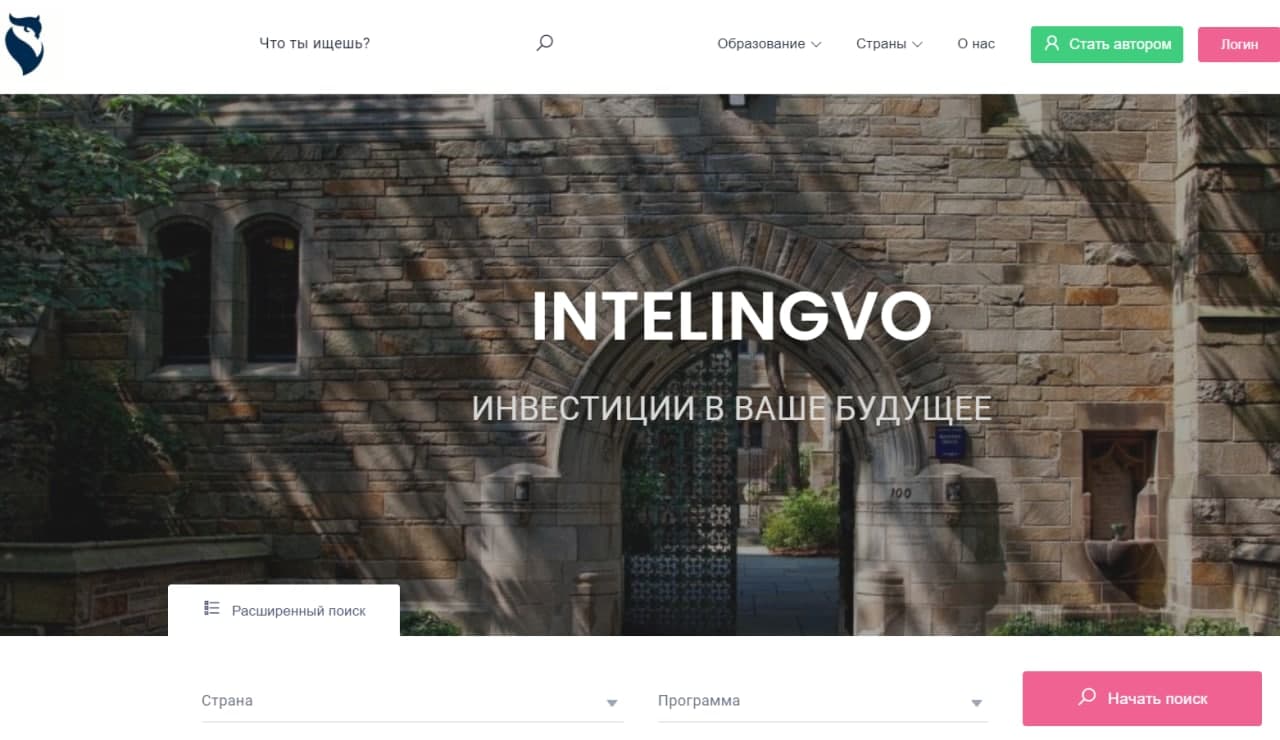 Что ты ищешь?
Образование
Страны
О нас
Стать автором
Логин
INTELINGVO
ИНВЕСТИЦИИ В ВАШЕ БУДУЩЕЕ
100
Расширенный поиск
Страна
Программа
Начать поиск